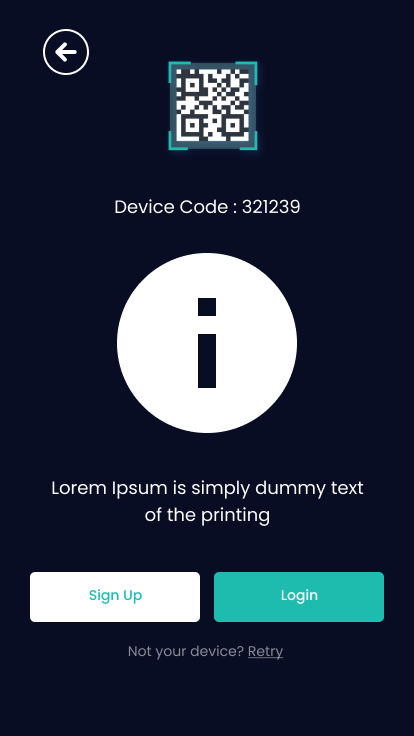 Device Code : 321239
Lorem Ipsum is simply dummy text
of the printing
Sign Up
Login
Not your device? Retry